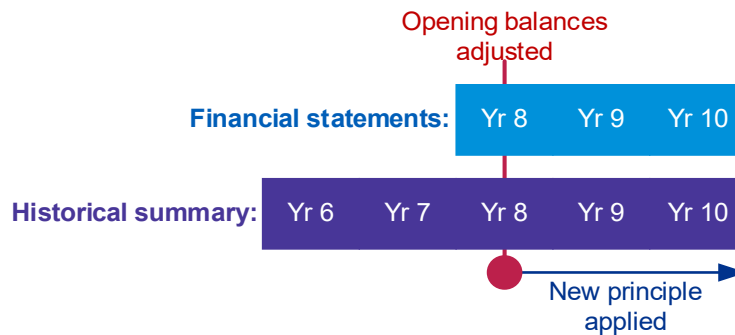 Opening balances
adjusted
Financial statements: Yr 8 Yr 9 Yr 10
Historical summary: Yr 6 Yr 7 Yr 8 Yr 9 Yr 10
New principle
applied